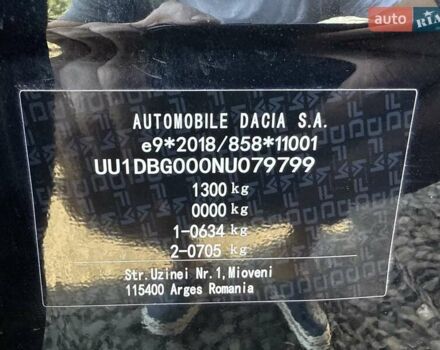 auto RIA
AUTOMOBILE DACIA S.A.
e9*2018/858*11001
UU1DBG000NU079799
1300 kg
0000 kg
1-0634 kg
2-0705 kg
Str.Uzinei Nr.1,Mioveni
115400 Arges Romania